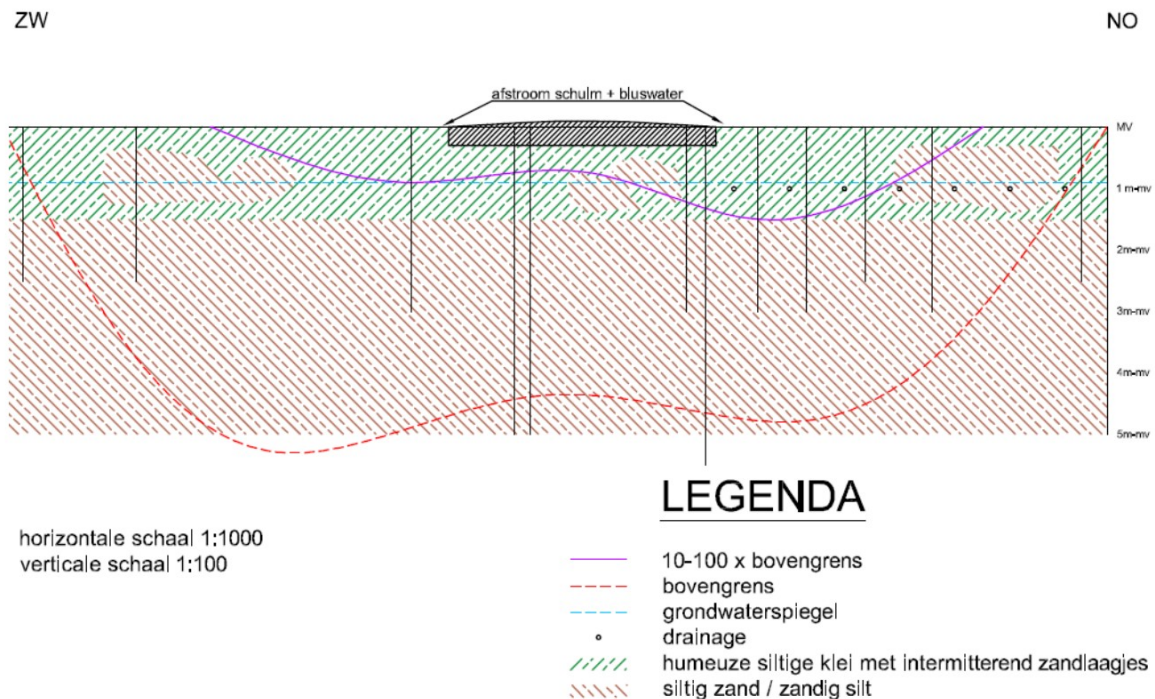 ZW
NO
afstroom schuim + bluswater
MV
1 m-mv
2m-mv
3m-mv
4m-mv
5m-mv
LEGENDA
horizontale schaal 1:1000
verticale schaal 1:100
10-100 x bovengrens
bovengrens
grondwaterspiegel
drainage
humeuze siltige klei met intermitterend zandlaagjes
siltig zand / zandig silt